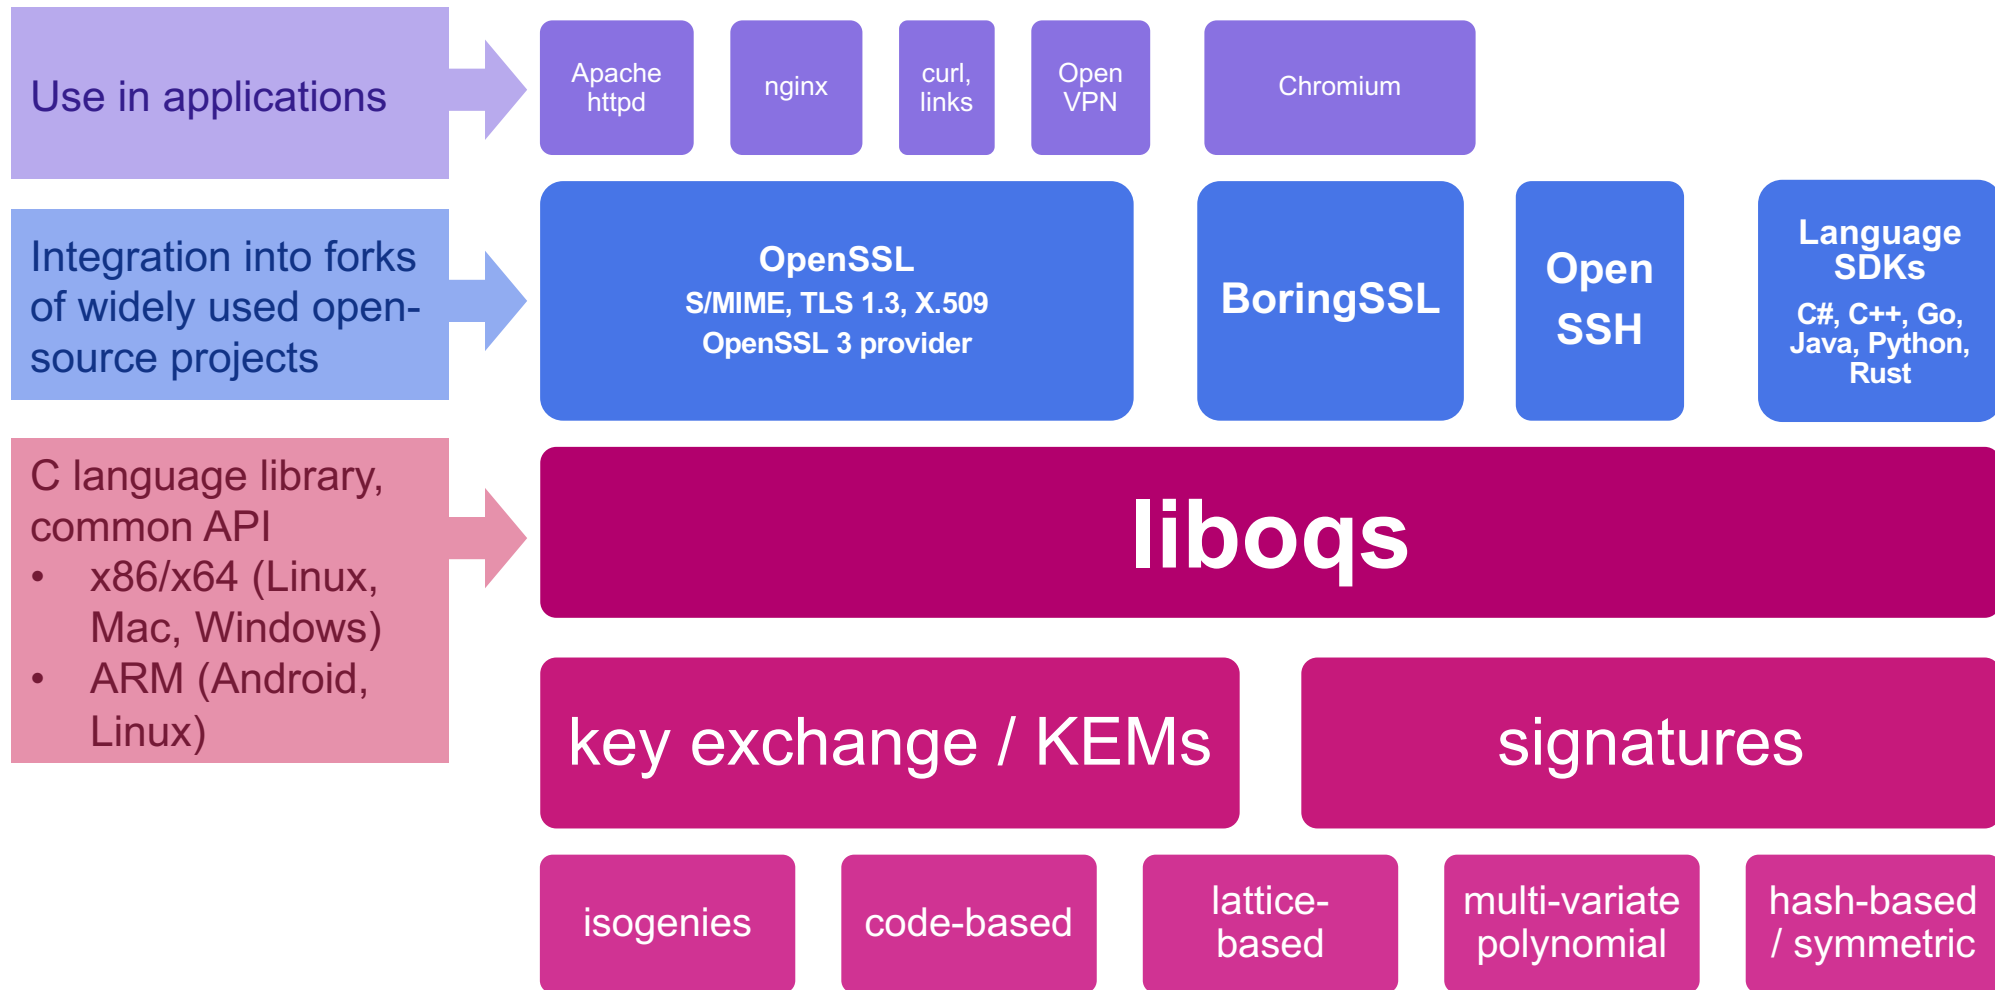 Use in applications
Apache
httpd
nginx
curl,
links
Open
VPN
Chromium
Integration into forks
of widely used open-
source projects
OpenSSL
S/MIME, TLS 1.3, X.509
OpenSSL 3 provider
BoringSSL
Open
SSH
Language
SDKs
C#, C++, Go,
Java, Python,
Rust
C language library,
common API
• x86/x64 (Linux,
Mac, Windows)
• ARM (Android,
Linux)
liboqs
key exchange / KEMs
signatures
isogenies
code-based
lattice-
based
multi-variate
polynomial
hash-based
/ symmetric